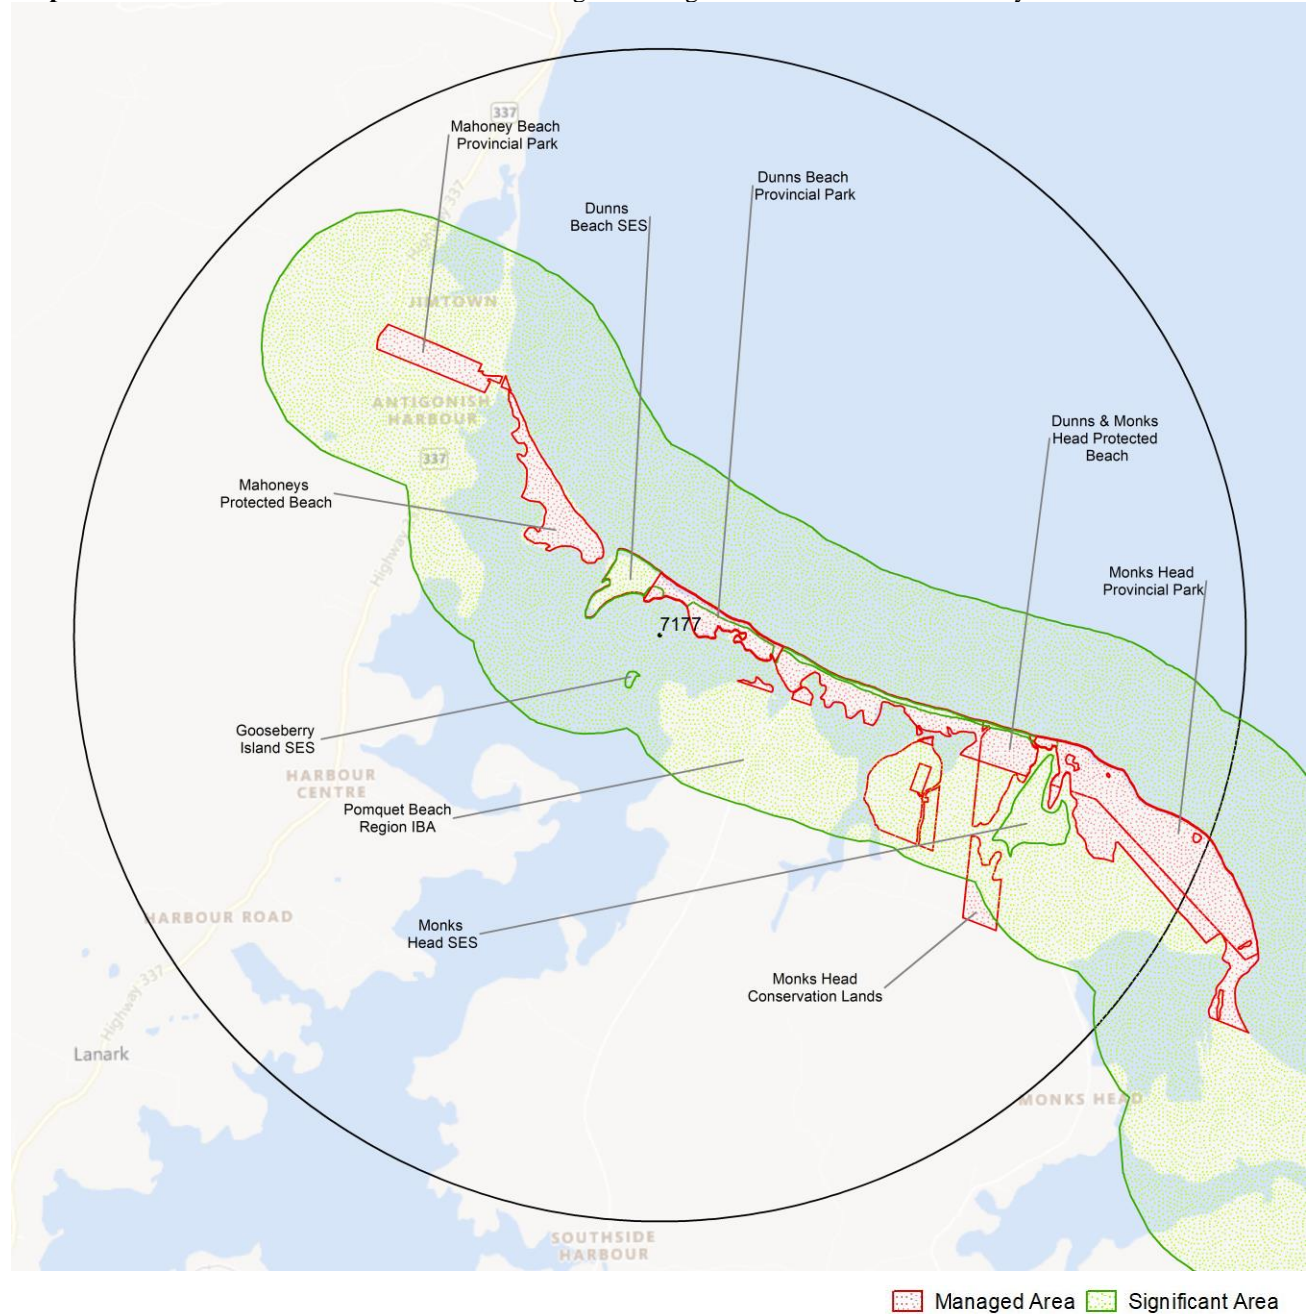 337
Mahoney Beach
Provincial Park
Dunns Beach
Provincial Park
Dunns
Beach SES
Highway 337
JIMTOWN
ANTIGONISH
HARBOUR
337
Dunns & Monks
Head Protected
Beach
Mahoneys
Protected Beach
Highway
Monks Head
Provincial Park
7177
Gooseberry
Island SES
HARBOUR
CENTRE
Pomquet Beach
Region IBA
HARBOUR ROAD
Monks
Head SES
Monks Head
Conservation Lands
Highway 337
Lanark
MONKS HEAD
SOUTHSIDE
HARBOUR
Managed Area
Significant Area